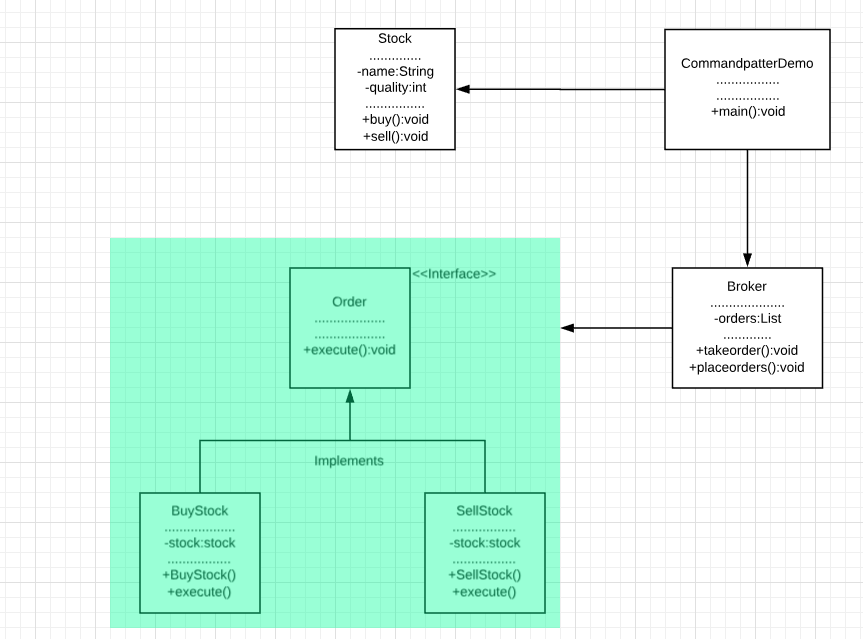 Stock
..............
-name:String
-quality:int
................
+buy():void
+sell():void
CommandpatterDemo
.................
.................
+main():void
<<Interface>>
Order
...................
...................
+execute():void
Broker
....................
-orders:List
.............
+takeorder():void
+placeorders():void
Implements
BuyStock
...................
-stock:stock
.................
+BuyStock()
+execute()
SellStock
.................
-stock:stock
.................
+SellStock()
+execute()